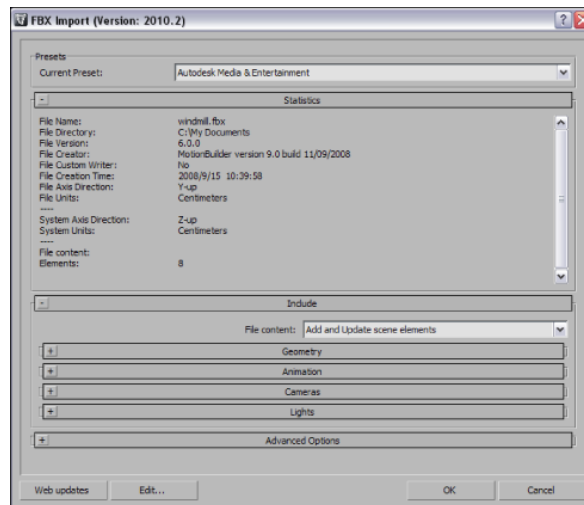 FBX Import (Version: 2010.2)
Presets
Current Preset: Autodesk Media & Entertainment
- Statistics
File Name: windmill.fbx
File Directory: C:\My Documents
File Version: 6.0.0
File Creator: MotionBuilder version 9.0 build 11/09/2008
File Custom Writer: No
File Creation Time: 2008/9/15 10:39:58
File Axis Direction: Y-up
File Units: Centimeters
----
System Axis Direction: Z-up
System Units: Centimeters
----
File content:
Elements: 8
- Include
File content: Add and Update scene elements
+ Geometry
+ Animation
+ Cameras
+ Lights
+ Advanced Options
Web updates Edit... OK Cancel